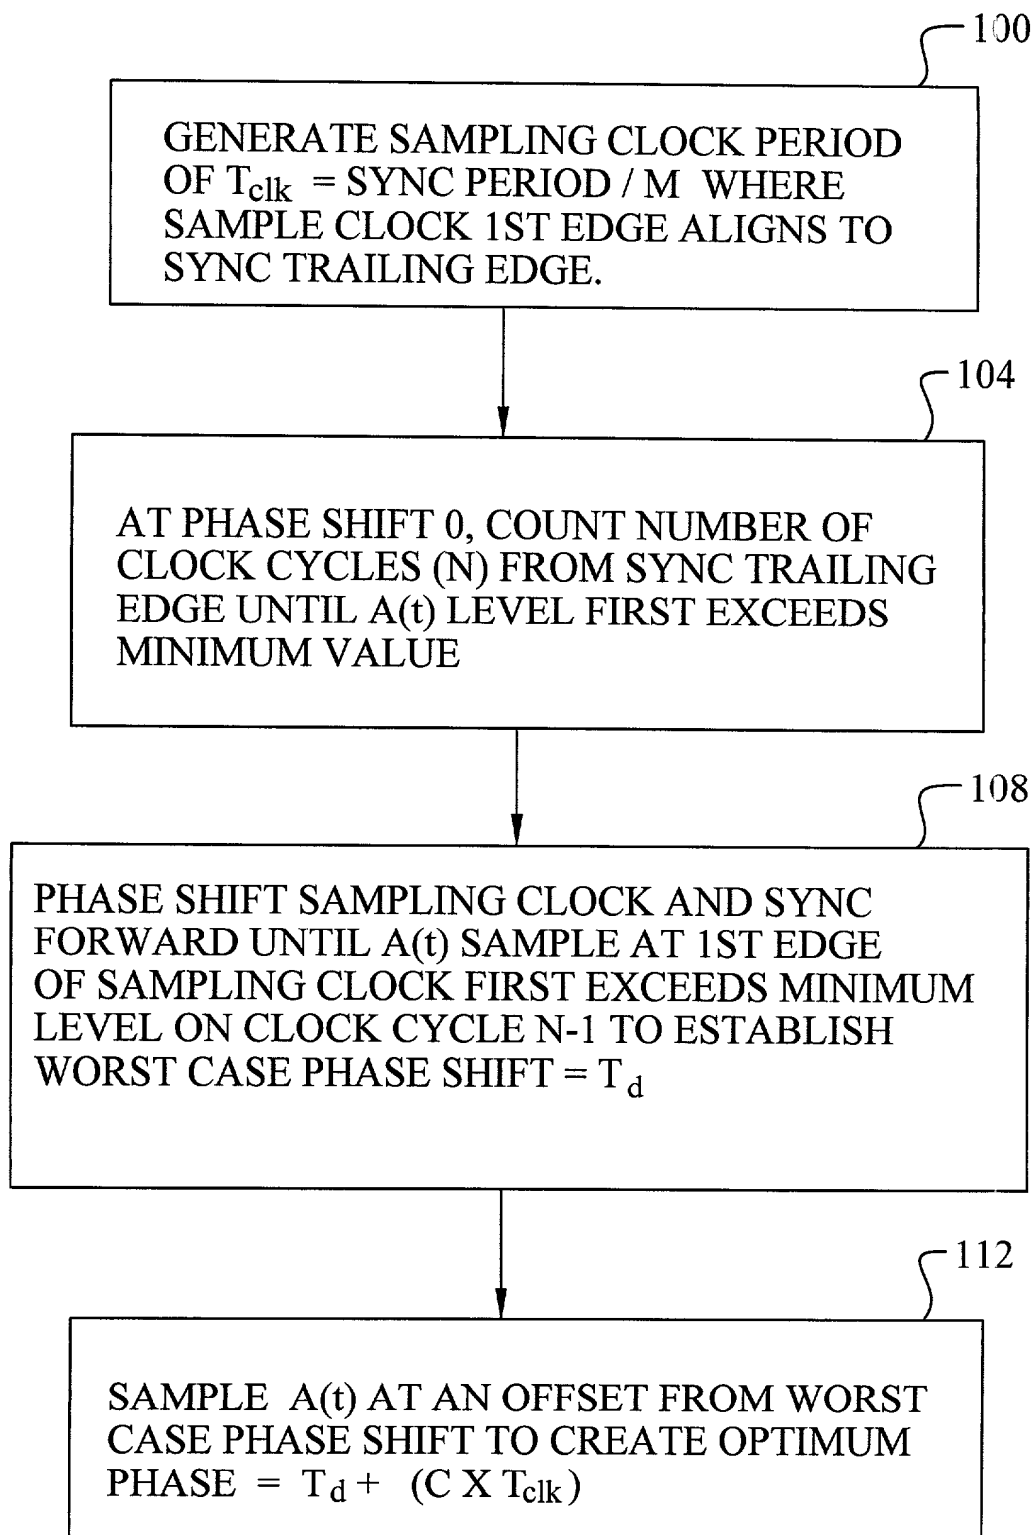 100
GENERATE SAMPLING CLOCK PERIOD
OF Tclk = SYNC PERIOD / M WHERE
SAMPLE CLOCK 1ST EDGE ALIGNS TO
SYNC TRAILING EDGE.
104
AT PHASE SHIFT 0, COUNT NUMBER OF
CLOCK CYCLES (N) FROM SYNC TRAILING
EDGE UNTIL A(t) LEVEL FIRST EXCEEDS
MINIMUM VALUE
108
PHASE SHIFT SAMPLING CLOCK AND SYNC
FORWARD UNTIL A(t) SAMPLE AT 1ST EDGE
OF SAMPLING CLOCK FIRST EXCEEDS MINIMUM
LEVEL ON CLOCK CYCLE N-1 TO ESTABLISH
WORST CASE PHASE SHIFT = Td
112
SAMPLE A(t) AT AN OFFSET FROM WORST
CASE PHASE SHIFT TO CREATE OPTIMUM
PHASE = Td + (C X Tclk)